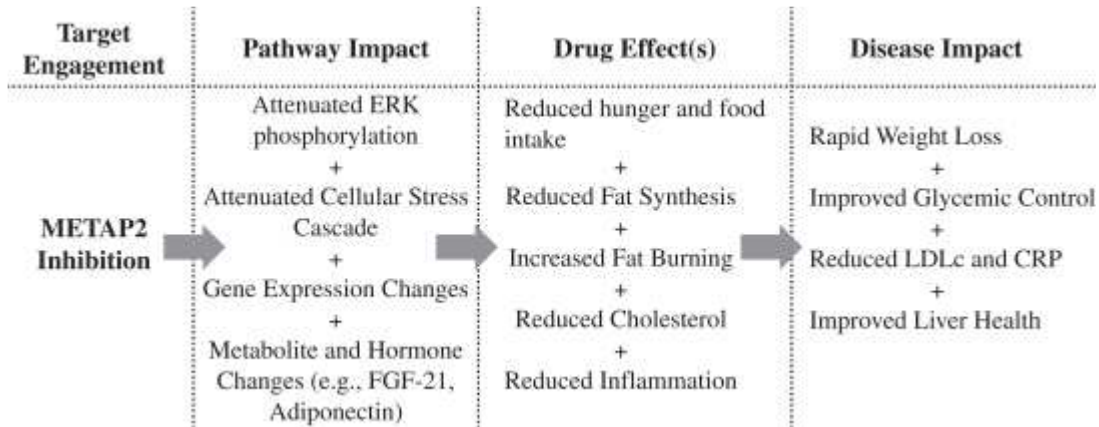 Target
Engagement
Pathway Impact
Drug Effect(s)
Disease Impact
METAP2
Inhibition
Attenuated ERK
phosphorylation
+
Attenuated Cellular Stress
Cascade
+
Gene Expression Changes
+
Metabolite and Hormone
Changes (e.g., FGF-21,
Adiponectin)
Reduced hunger and food
intake
+
Reduced Fat Synthesis
+
Increased Fat Burning
+
Reduced Cholesterol
+
Reduced Inflammation
Rapid Weight Loss
+
Improved Glycemic Control
+
Reduced LDLc and CRP
+
Improved Liver Health